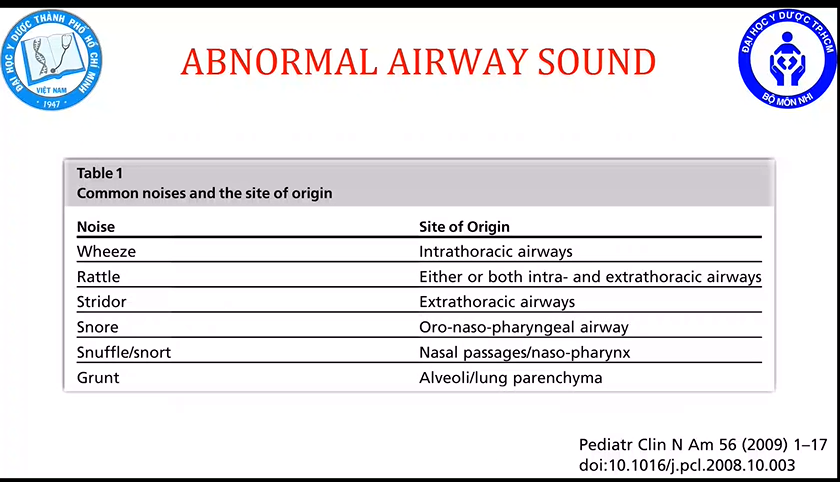 ĐẠI HỌC Y DƯỢC THÀNH PHỐ HỒ CHÍ MINH
VIỆT NAM
1947
ABNORMAL AIRWAY SOUND
ĐẠI HỌC Y DƯỢC TP.HCM
BỘ MÔN NHI
Table 1
Common noises and the site of origin
Noise Site of Origin
Wheeze Intrathoracic airways
Rattle Either or both intra- and extrathoracic airways
Stridor Extrathoracic airways
Snore Oro-naso-pharyngeal airway
Snuffle/snort Nasal passages/naso-pharynx
Grunt Alveoli/lung parenchyma
Pediatr Clin N Am 56 (2009) 1–17
doi:10.1016/j.pcl.2008.10.003